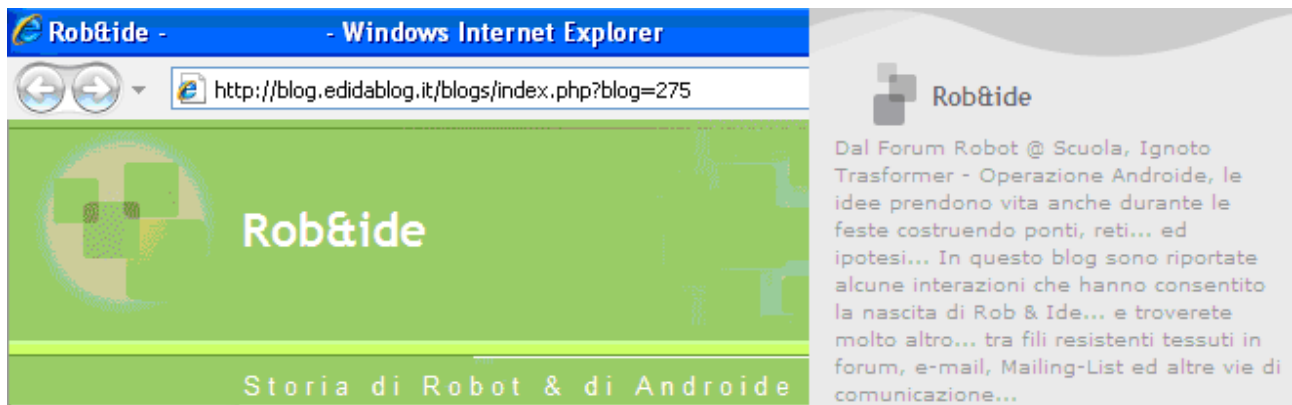 Rob&ide - - Windows Internet Explorer
http://blog.edidablog.it/blogs/index.php?blog=275
Rob&ide
Storia di Robot & di Androide
Rob&ide
Dal Forum Robot @ Scuola, Ignoto
Trasformer - Operazione Androide, le
idee prendono vita anche durante le
feste costruendo ponti, reti... ed
ipotesi... In questo blog sono riportate
alcune interazioni che hanno consentito
la nascita di Rob & Ide... e troverete
molto altro... tra fili resistenti tessuti in
forum, e-mail, Mailing-List ed altre vie di
comunicazione...